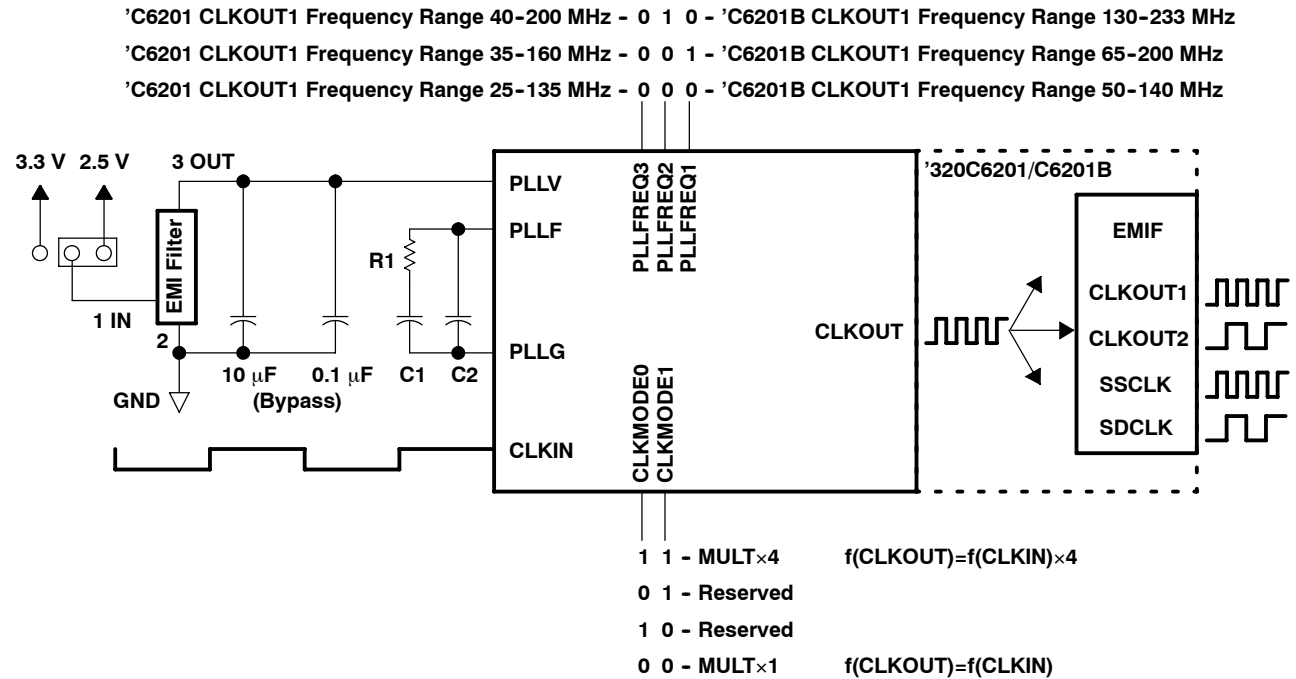 ’C6201 CLKOUT1 Frequency Range 40-200 MHz - 0 1 0 - ’C6201B CLKOUT1 Frequency Range 130-233 MHz
’C6201 CLKOUT1 Frequency Range 35-160 MHz - 0 0 1 - ’C6201B CLKOUT1 Frequency Range 65-200 MHz
’C6201 CLKOUT1 Frequency Range 25-135 MHz - 0 0 0 - ’C6201B CLKOUT1 Frequency Range 50-140 MHz
3.3 V 2.5 V 3 OUT
EMI Filter
1 IN
2
GND
10 μF 0.1 μF C1 C2
(Bypass)
R1
PLLV
PLLF
PLLG
CLKIN
PLLFREQ3
PLLFREQ2
PLLFREQ1
CLKMODE0
CLKMODE1
CLKOUT
’320C6201/C6201B
EMIF
CLKOUT1
CLKOUT2
SSCLK
SDCLK
1 1 - MULT×4 f(CLKOUT)=f(CLKIN)×4
0 1 - Reserved
1 0 - Reserved
0 0 - MULT×1 f(CLKOUT)=f(CLKIN)